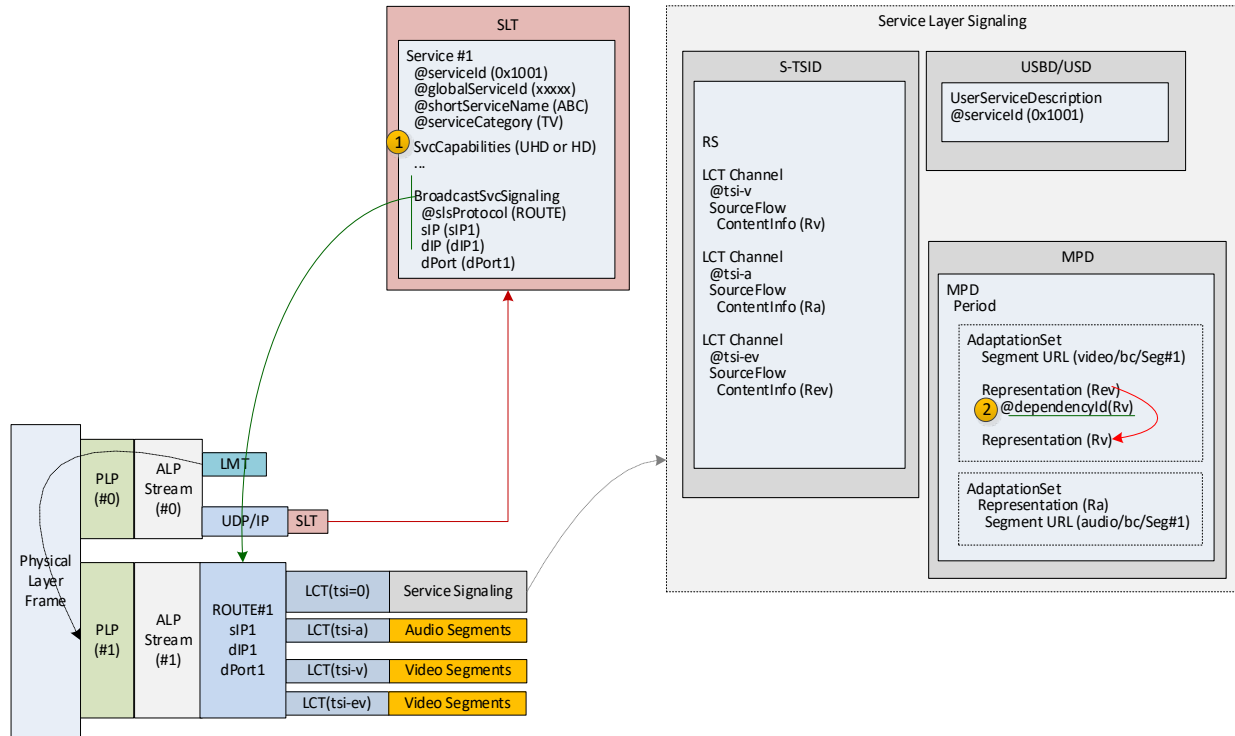 SLT
Service #1
@serviceId (0x1001)
@globalServiceId (xxxxx)
@shortServiceName (ABC)
@serviceCategory (TV)
1
SvcCapabilities (UHD or HD)
...
BroadcastSvcSignaling
@slsProtocol (ROUTE)
sIP (sIP1)
dIP (dIP1)
dPort (dPort1)
Service Layer Signaling
S-TSID
RS
LCT Channel
@tsi-v
SourceFlow
ContentInfo (Rv)
LCT Channel
@tsi-a
SourceFlow
ContentInfo (Ra)
LCT Channel
@tsi-ev
SourceFlow
ContentInfo (Rev)
USBD/USD
UserServiceDescription
@serviceId (0x1001)
MPD
MPD
Period
AdaptationSet
Segment URL (video/bc/Seg#1)
Representation (Rev)
2
@dependencyId(Rv)
Representation (Rv)
AdaptationSet
Representation (Ra)
Segment URL (audio/bc/Seg#1)
Physical
Layer
Frame
PLP
(#0)
ALP
Stream
(#0)
LMT
UDP/IP
SLT
PLP
(#1)
ALP
Stream
(#1)
ROUTE#1
sIP1
dIP1
dPort1
LCT(tsi=0)
Service Signaling
LCT(tsi-a)
Audio Segments
LCT(tsi-v)
Video Segments
LCT(tsi-ev)
Video Segments